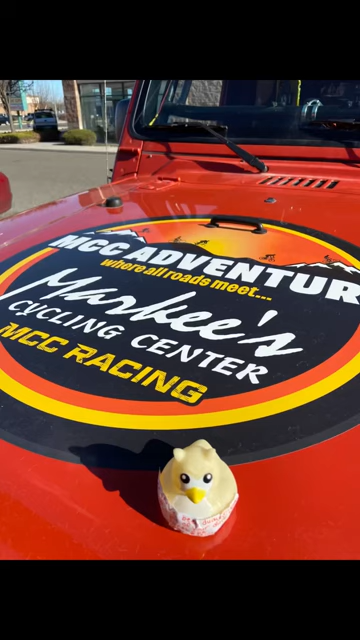 MCC ADVENTUR
where all roads meet...
Markee's
CYCLING CENTER
MCC RACING